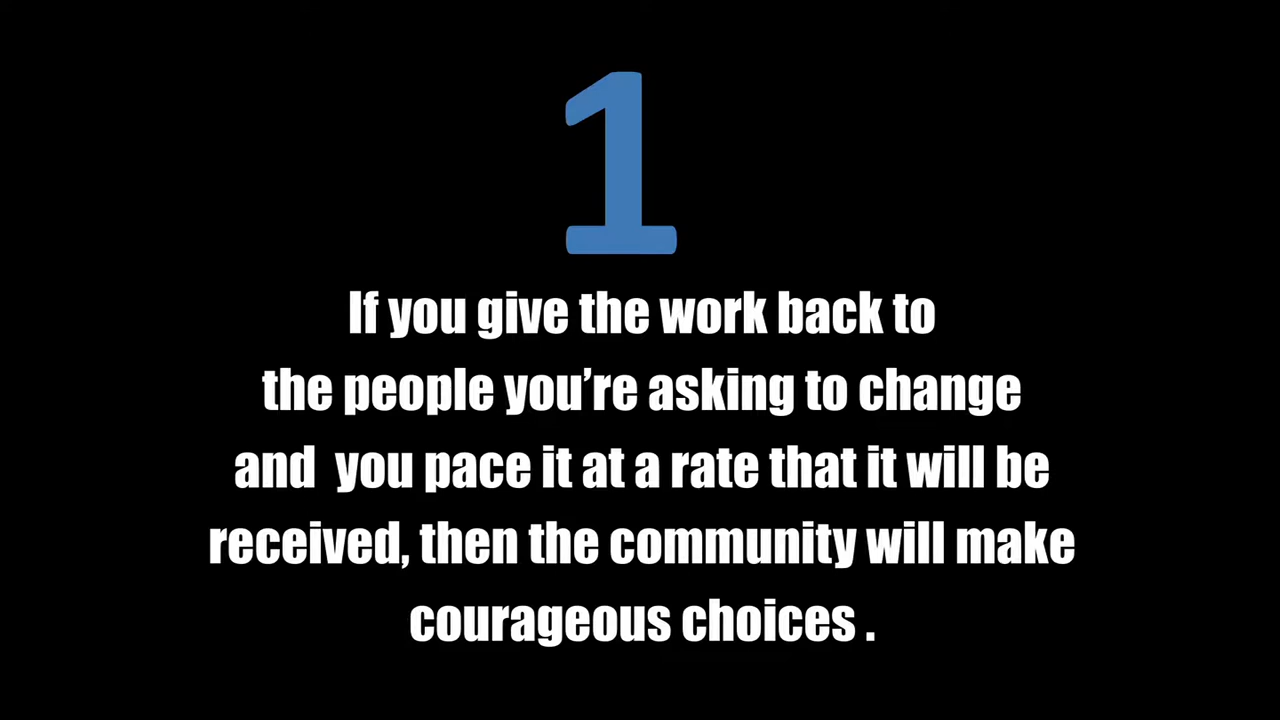 1
If you give the work back to
the people you’re asking to change
and  you pace it at a rate that it will be
received, then the community will make
courageous choices .